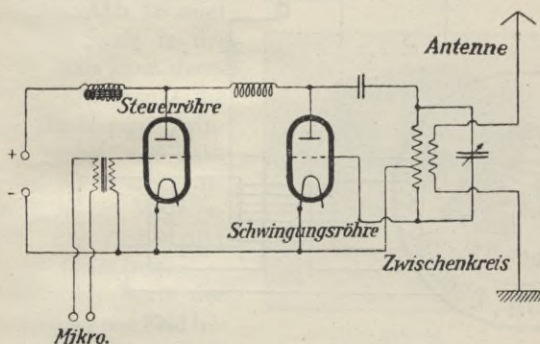 Antenne
Steuerröhre
+
-
Schwingungsröhre
Zwischenkreis
Mikro.